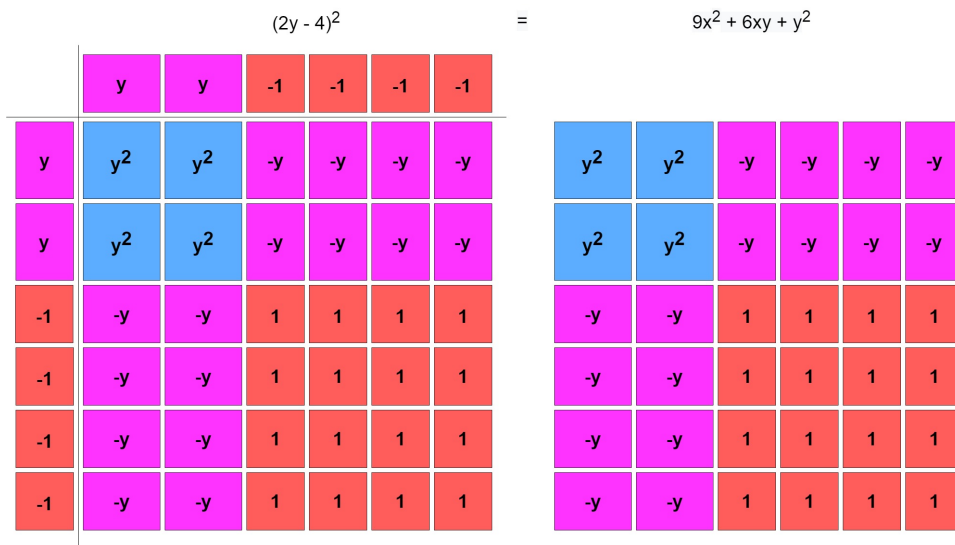 (2y - 4)² = 9x² + 6xy + y²
y y -1 -1 -1 -1
y y² y² -y -y -y -y y² y² -y -y -y -y
y y² y² -y -y -y -y y² y² -y -y -y -y
-1 -y -y 1 1 1 1 -y -y 1 1 1 1
-1 -y -y 1 1 1 1 -y -y 1 1 1 1
-1 -y -y 1 1 1 1 -y -y 1 1 1 1
-1 -y -y 1 1 1 1 -y -y 1 1 1 1